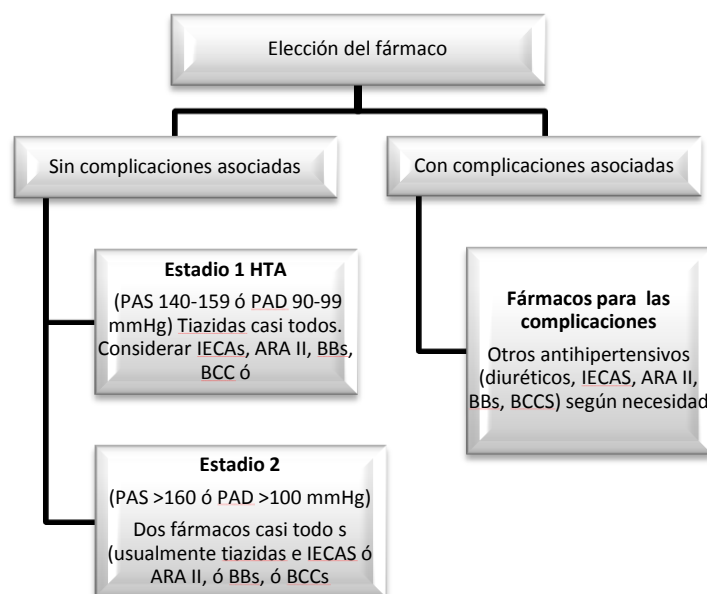 Elección del fármaco
Sin complicaciones asociadas
Con complicaciones asociadas
Estadio 1 HTA
(PAS 140-159 ó PAD 90-99
mmHg) Tiazidas casi todos.
Considerar IECAs, ARA II, BBs,
BCC ó
Fármacos para las
complicaciones
Otros antihipertensivos
(diuréticos, IECAS, ARA II,
BBs, BCCS) según necesidad
Estadio 2
(PAS >160 ó PAD >100 mmHg)
Dos fármacos casi todo s
(usualmente tiazidas e IECAS ó
ARA II, ó BBs, ó BCCs